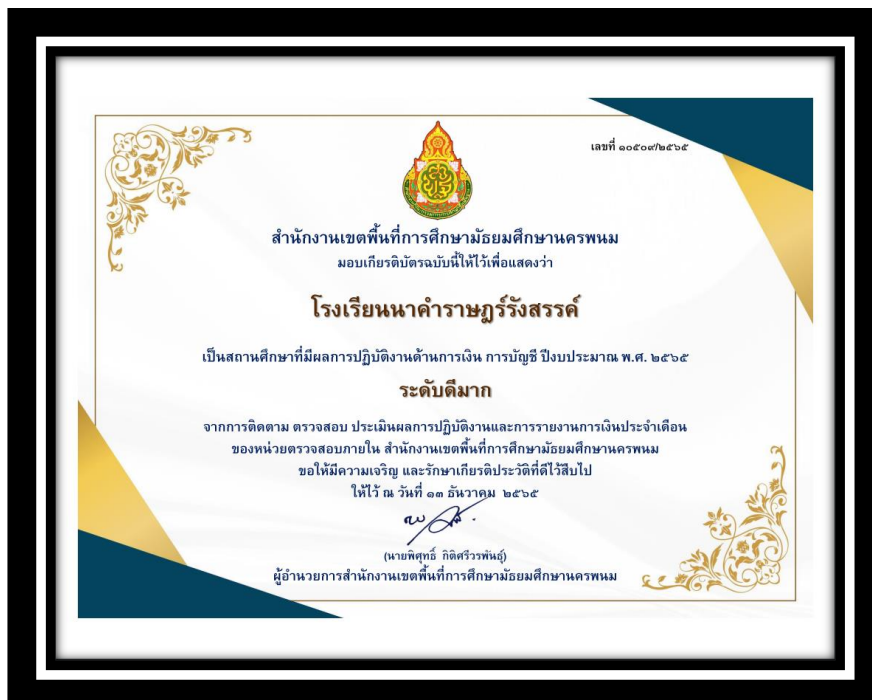 เลขที่ ๑๐๕๐๙/๒๕๖๕
สำนักงานเขตพื้นที่การศึกษามัธยมศึกษานครพนม
มอบเกียรติบัตรฉบับนี้ให้ไว้เพื่อแสดงว่า
โรงเรียนนาคำราษฎร์รังสรรค์
เป็นสถานศึกษาที่มีผลการปฏิบัติงานด้านการเงิน การบัญชี ปีงบประมาณ พ.ศ. ๒๕๖๕
ระดับดีมาก
จากการติดตาม ตรวจสอบ ประเมินผลการปฏิบัติงานและการรายงานการเงินประจำเดือน
ของหน่วยตรวจสอบภายใน สำนักงานเขตพื้นที่การศึกษามัธยมศึกษานครพนม
ขอให้มีความเจริญ และรักษาเกียรติประวัติที่ดีไว้สืบไป
ให้ไว้ ณ วันที่ ๑๓ ธันวาคม ๒๕๖๕
(นายพิศุทธิ์ กิติศรีวรพันธุ์)
ผู้อำนวยการสำนักงานเขตพื้นที่การศึกษามัธยมศึกษานครพนม